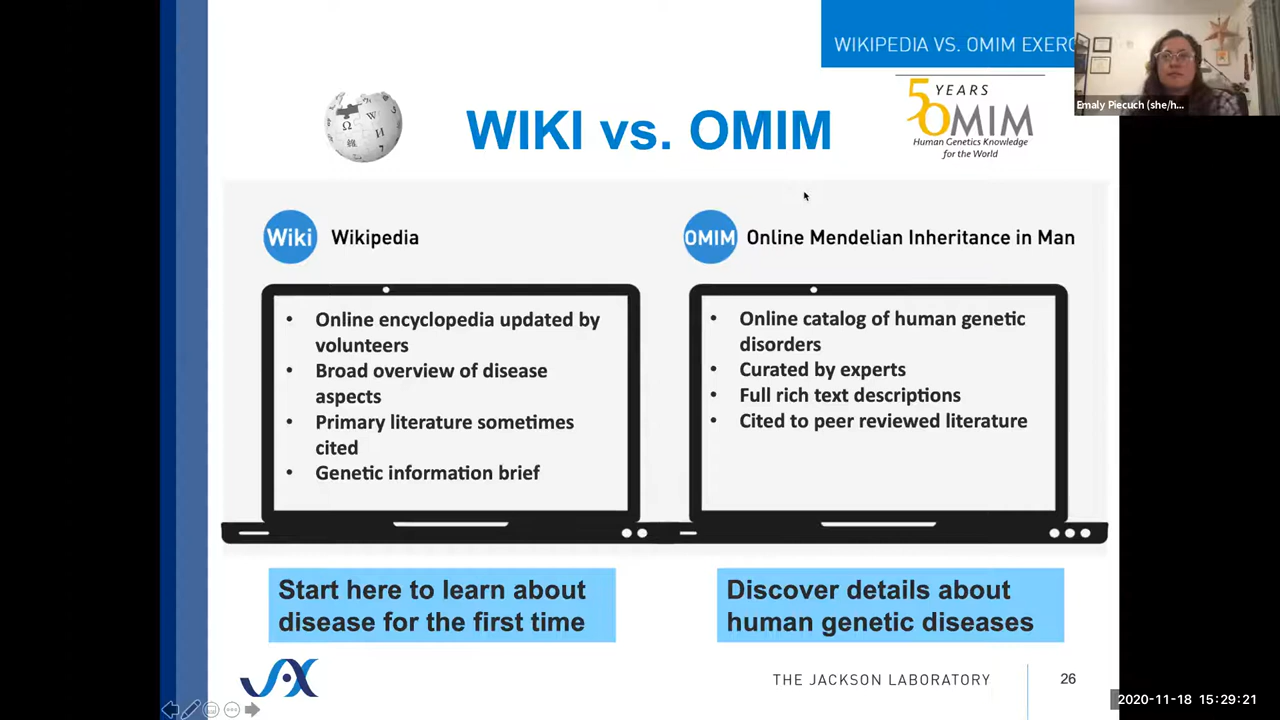 WIKIPEDIA VS. OMIM EXERC
Emaly Piecuch (she/h...
WIKI vs. OMIM
50 YEARS
OMIM
Human Genetics Knowledge
for the World
Wiki Wikipedia
OMIM Online Mendelian Inheritance in Man
• Online encyclopedia updated by
volunteers
• Broad overview of disease
aspects
• Primary literature sometimes
cited
• Genetic information brief
• Online catalog of human genetic
disorders
• Curated by experts
• Full rich text descriptions
• Cited to peer reviewed literature
Start here to learn about
disease for the first time
Discover details about
human genetic diseases
JAX
THE JACKSON LABORATORY
26
2020-11-18 15:29:21